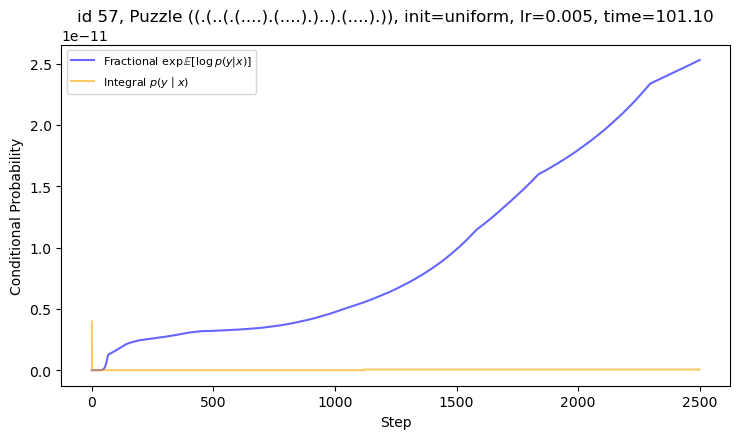 id 57, Puzzle ((.(..(.(....).(....).)..).(....).)), init=uniform, lr=0.005, time=101.10
1e−11
Fractional exp𝔼[log p(y|x)]
Integral p(y | x)
2.5
2.0
1.5
1.0
0.5
0.0
Conditional Probability
0 500 1000 1500 2000 2500
Step